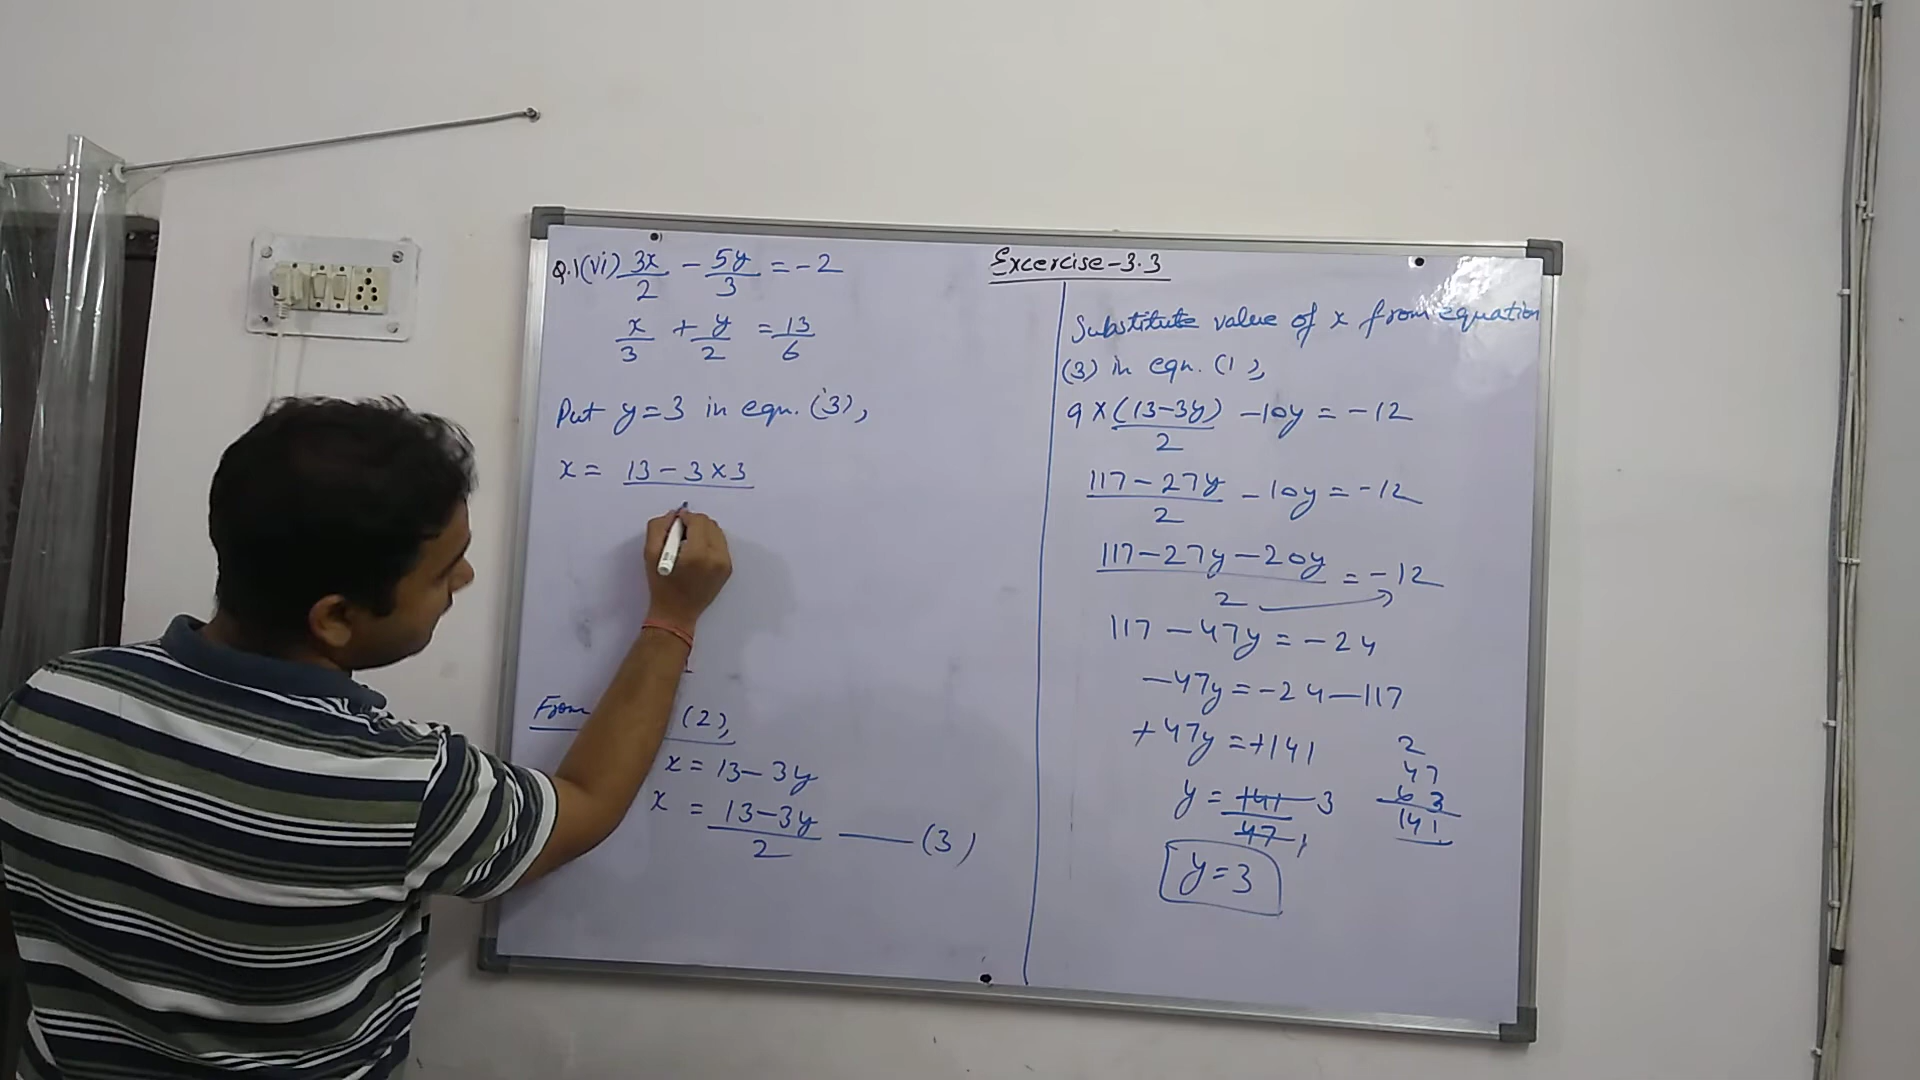 Excercise-3.3
Q.1(vi) 3x/2 - 5y/3 = -2
x/3 + y/2 = 13/6
Put y=3 in eqn. (3),
x = 13-3×3
From (2),
x = 13-3y
x = (13-3y)/2 —— (3)
Substitute value of x from equation
(3) in eqn. (1),
9×(13-3y)/2 -10y = -12
(117-27y)/2 -10y = -12
(117-27y-20y)/2 = -12
117-47y = -24
-47y = -24-117
+47y = +141
y = 141/47 3 1
y=3
2
47
63
141